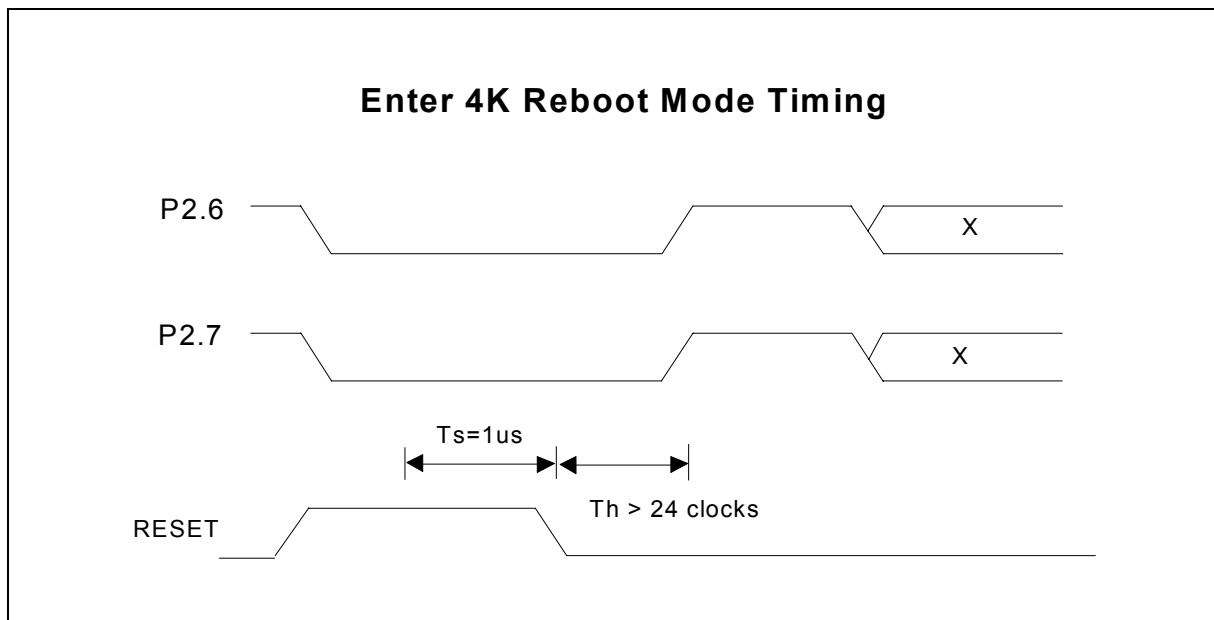 Enter 4K Reboot Mode Timing
P2.6
X
P2.7
X
Ts=1us
Th > 24 clocks
RESET